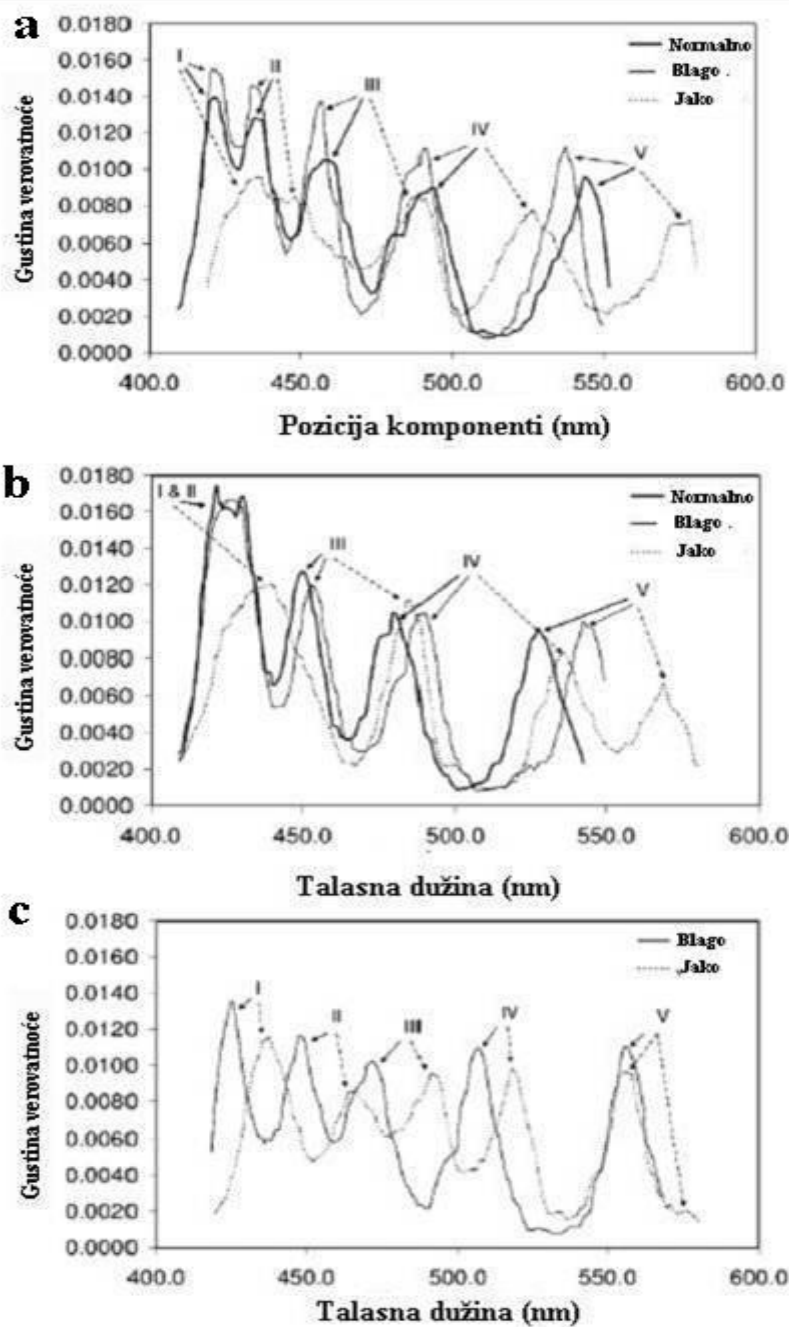 a
0.0180
0.0160
0.0140
0.0120
0.0100
0.0080
0.0060
0.0040
0.0020
0.0000
Gustina verovatnoće
I
II
III
IV
V
Normalno
Blago .
Jako
400.0 450.0 500.0 550.0 600.0
Pozicija komponenti (nm)
b
0.0180
0.0160
0.0140
0.0120
0.0100
0.0080
0.0060
0.0040
0.0020
0.0000
Gustina verovatnoće
I & II
III
IV
V
Normalno
Blago .
Jako
400.0 450.0 500.0 550.0 600.0
Talasna dužina (nm)
c
0.0180
0.0160
0.0140
0.0120
0.0100
0.0080
0.0060
0.0040
0.0020
0.0000
Gustina verovatnoće
I
II
III
IV
V
Blago
Jako
400.0 450.0 500.0 550.0 600.0
Talasna dužina (nm)